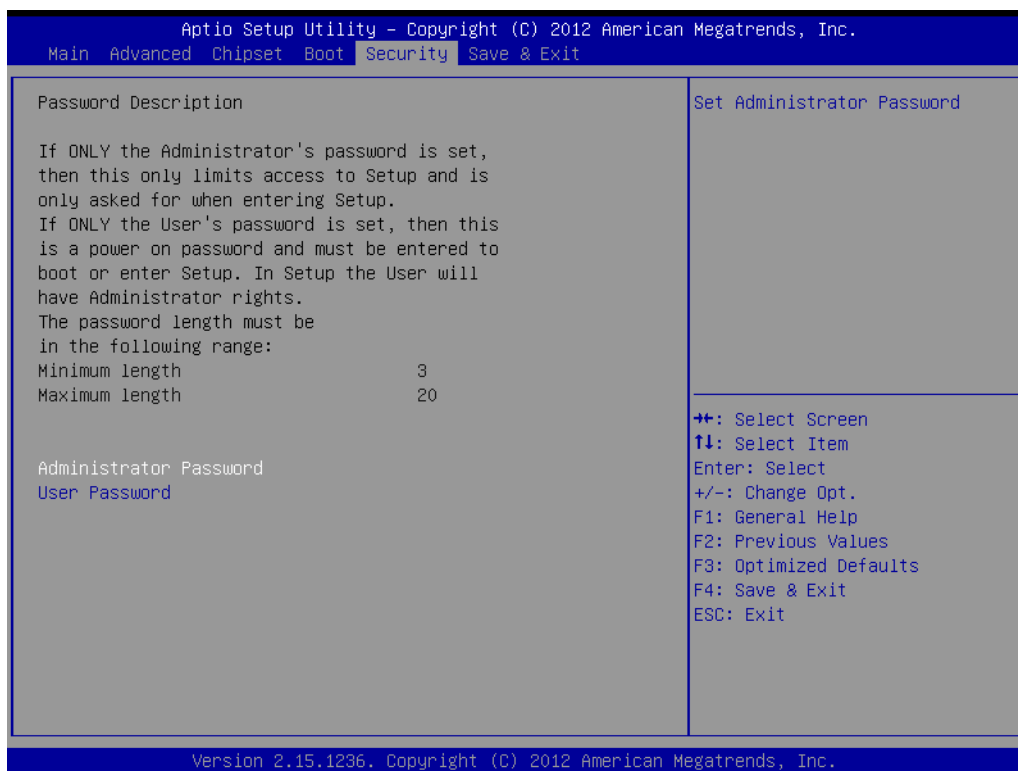 Aptio Setup Utility – Copyright (C) 2012 American Megatrends, Inc.
Main Advanced Chipset Boot Security Save & Exit
Password Description
If ONLY the Administrator's password is set,
then this only limits access to Setup and is
only asked for when entering Setup.
If ONLY the User's password is set, then this
is a power on password and must be entered to
boot or enter Setup. In Setup the User will
have Administrator rights.
The password length must be
in the following range:
Minimum length 3
Maximum length 20
Administrator Password
User Password
Set Administrator Password
→←: Select Screen
↑↓: Select Item
Enter: Select
+/-: Change Opt.
F1: General Help
F2: Previous Values
F3: Optimized Defaults
F4: Save & Exit
ESC: Exit
Version 2.15.1236. Copyright (C) 2012 American Megatrends, Inc.